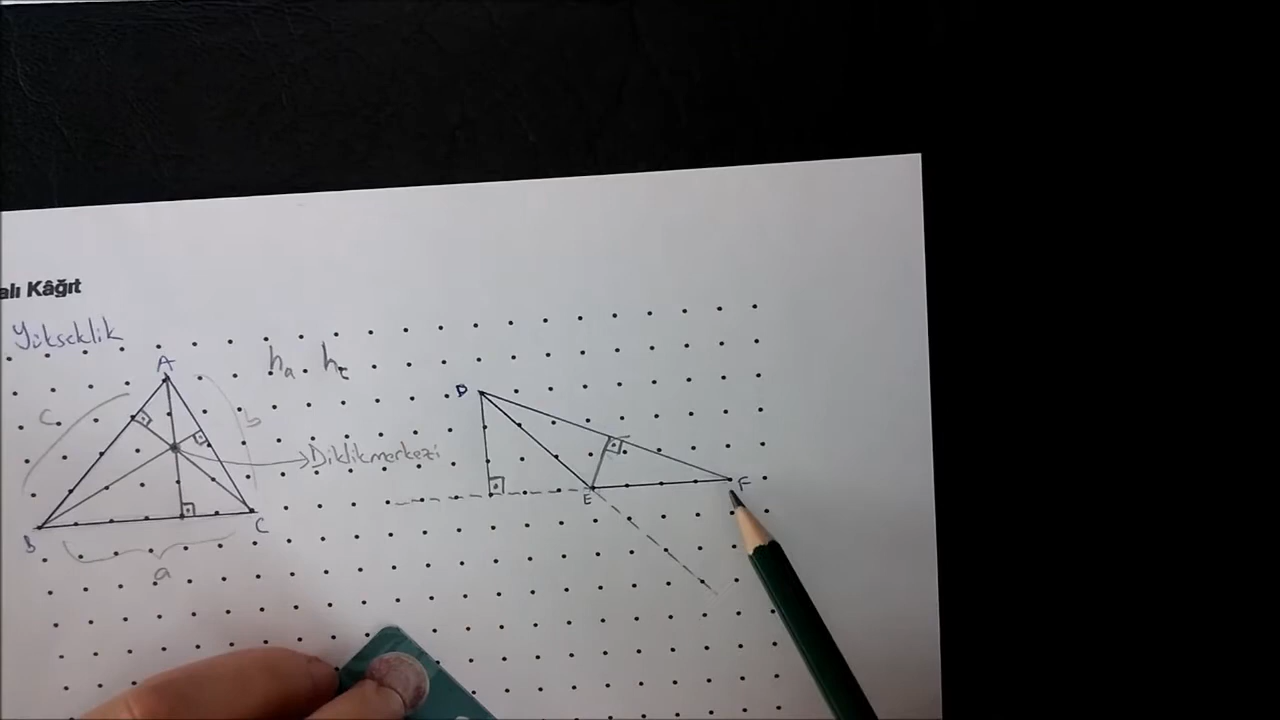 alı Kâğıt
Yükseklik
A
ha . hc
D
c
b
Diklikmerkezi
F
E
B
C
a